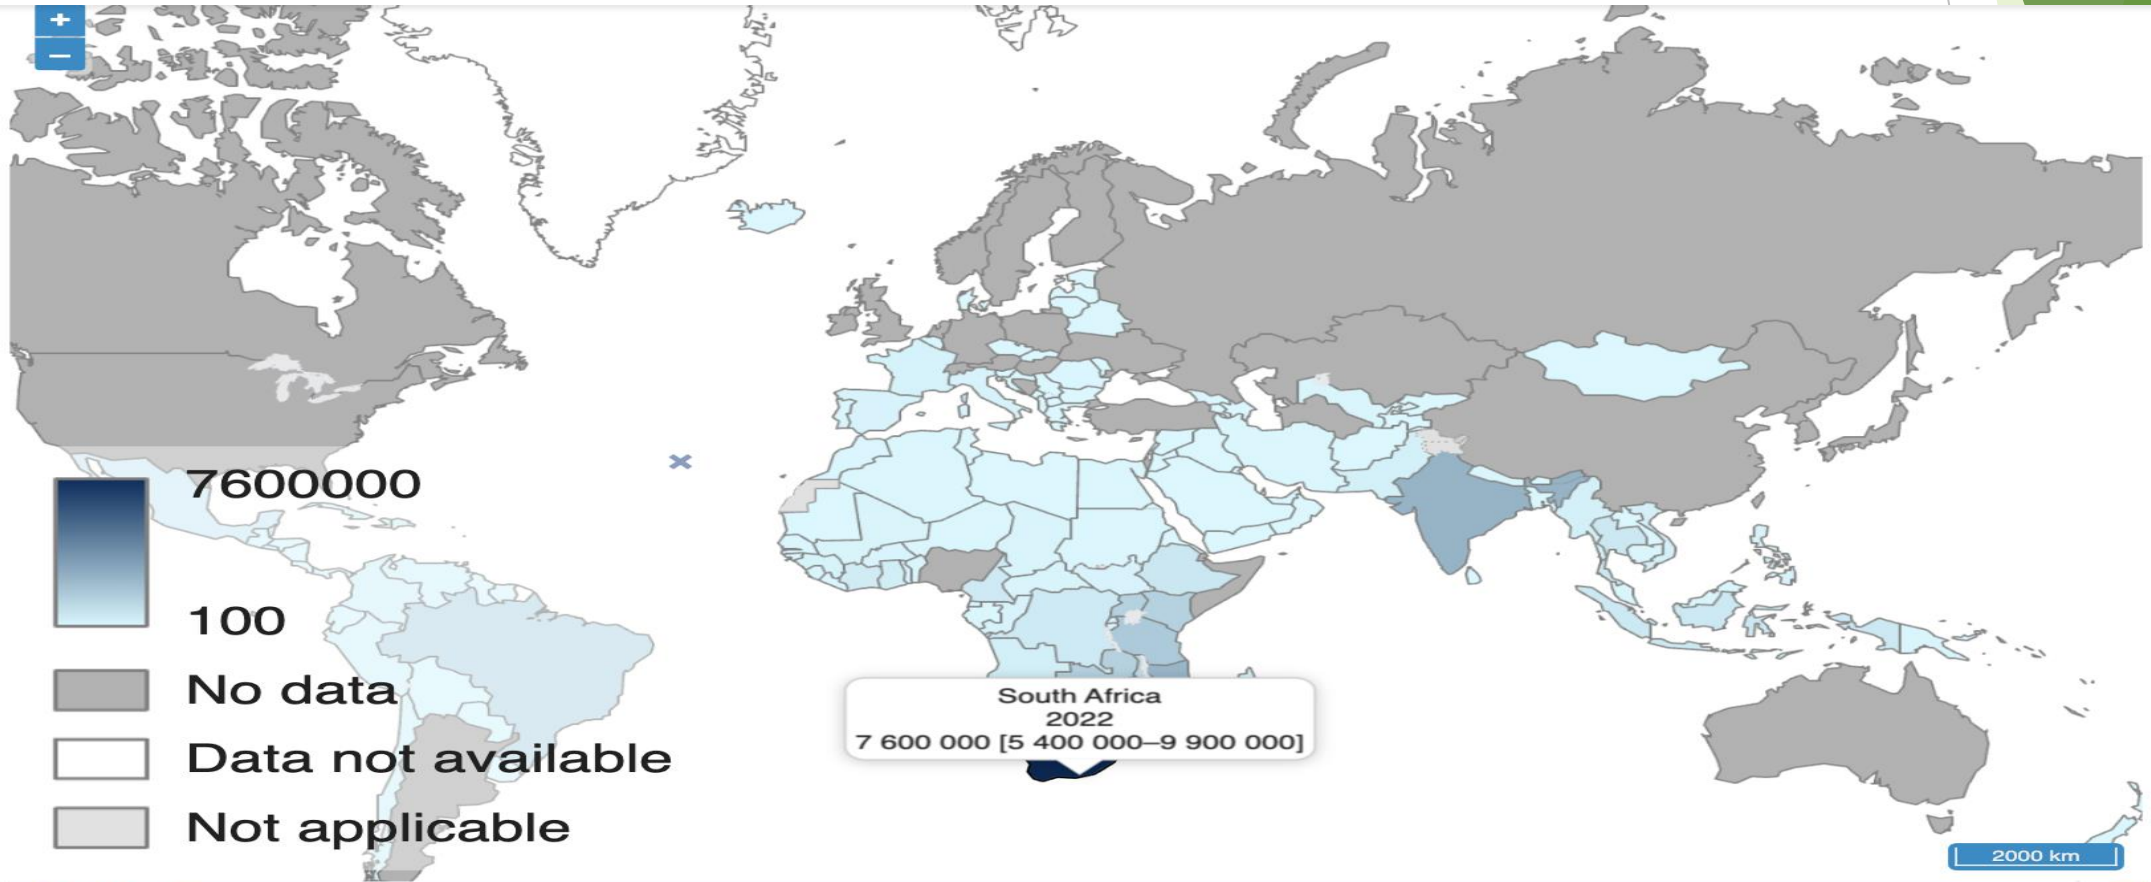 +
−
7600000
100
No data
Data not available
Not applicable
South Africa
2022
7 600 000 [5 400 000–9 900 000]
2000 km